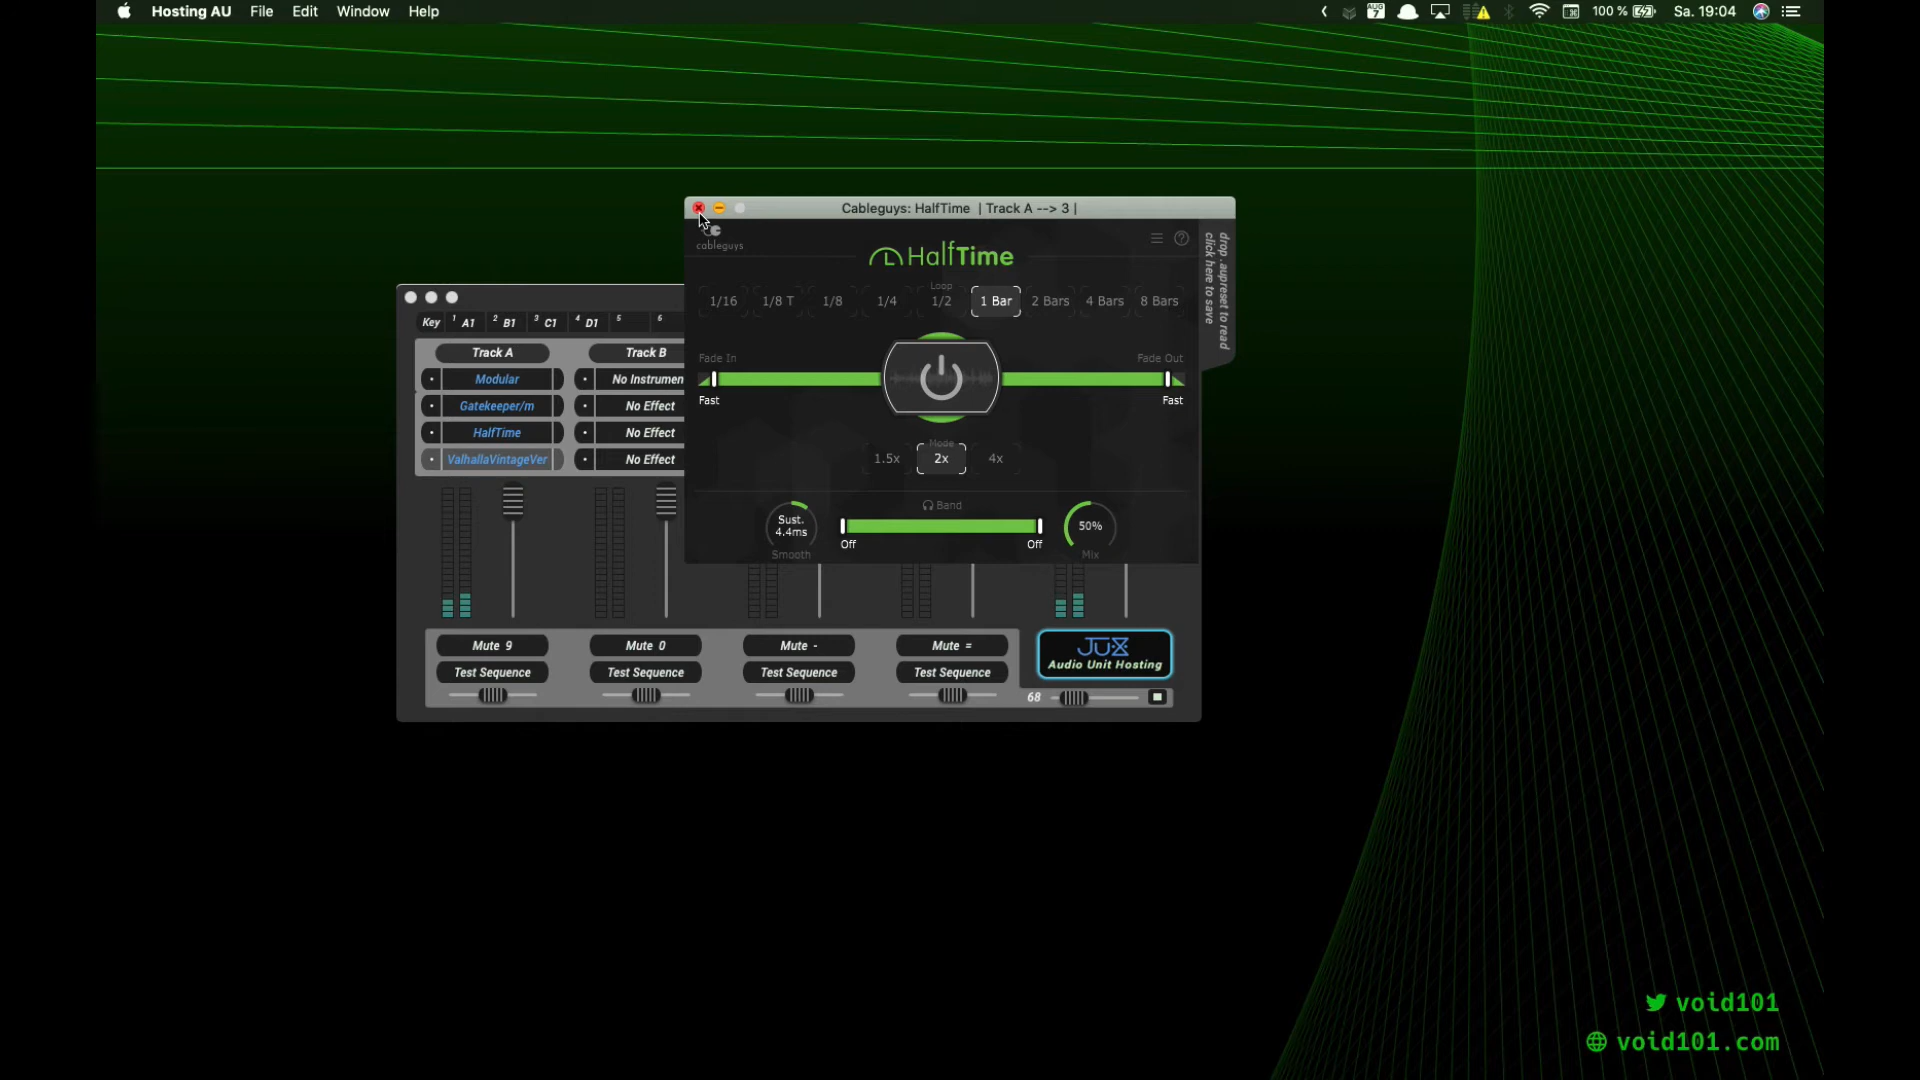 Hosting AU File Edit Window Help
AUG 7 100 % Sa. 19:04
Cableguys: HalfTime | Track A --> 3 |
cableguys
HalfTime
drop .aupreset to read
click here to save
Loop
1/16 1/8 T 1/8 1/4 1/2 1 Bar 2 Bars 4 Bars 8 Bars
Fade In Fade Out
Fast Fast
Mode
1.5x 2x 4x
Band
Sust. 4.4ms
50%
Off Off
Smooth Mix
Key 1 A1 2 B1 3 C1 4 D1 5 6
Track A Track B
Modular No Instrumen
Gatekeeper/m No Effect
HalfTime No Effect
ValhallaVintageVer No Effect
Mute 9 Mute 0 Mute - Mute =
Test Sequence Test Sequence Test Sequence Test Sequence
JUX
Audio Unit Hosting
68
void101
void101.com